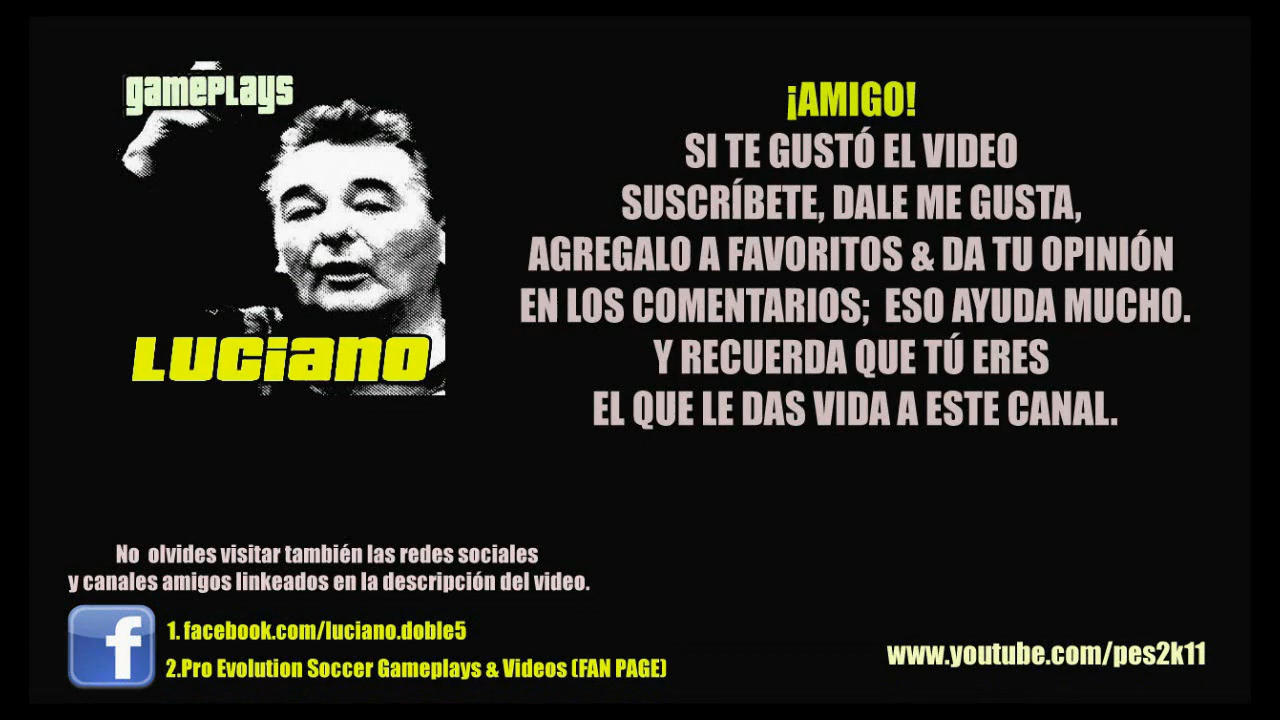 gamePLays
LUCiaNO
¡AMIGO!
SI TE GUSTÓ EL VIDEO
SUSCRÍBETE, DALE ME GUSTA,
AGREGALO A FAVORITOS & DA TU OPINIÓN
EN LOS COMENTARIOS; ESO AYUDA MUCHO.
Y RECUERDA QUE TÚ ERES
EL QUE LE DAS VIDA A ESTE CANAL.
No olvides visitar también las redes sociales
y canales amigos linkeados en la descripción del video.
f
1. facebook.com/luciano.doble5
2.Pro Evolution Soccer Gameplays & Videos (FAN PAGE)
www.youtube.com/pes2k11